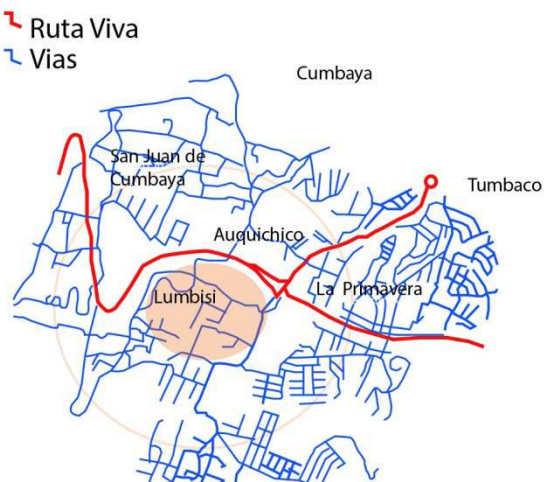 Ruta Viva
Vias
Cumbaya
San Juan de
Cumbaya
Tumbaco
Auquichico
La Primavera
Lumbisi